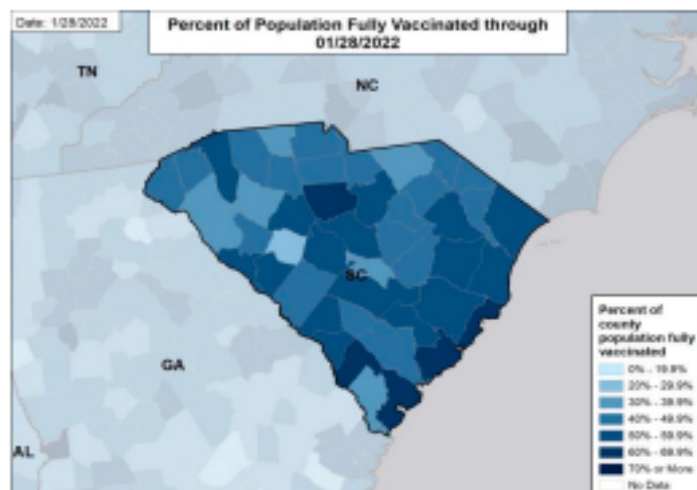 Date: 1/28/2022
Percent of Population Fully Vaccinated through
01/28/2022
TN
NC
SC
GA
AL
Percent of
county
population fully
vaccinated
0% - 19.9%
20% - 29.9%
30% - 39.9%
40% - 49.9%
50% - 59.9%
60% - 69.9%
70% or More
No Data